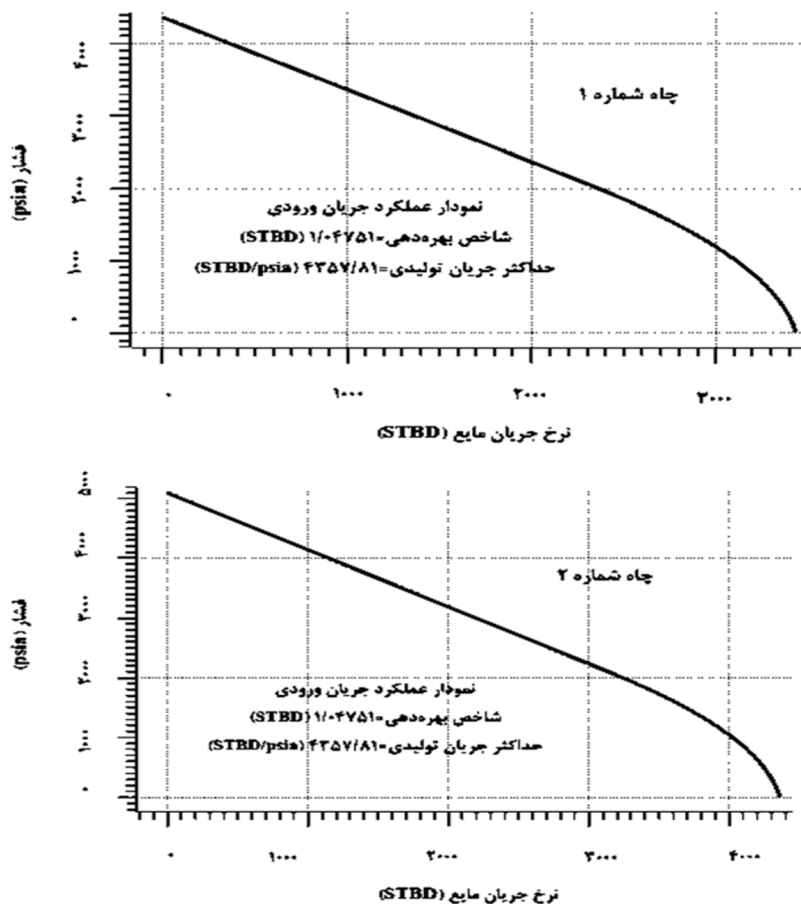 ۴۰۰۰
۳۰۰۰
۲۰۰۰
۱۰۰۰
۰
فشار (psia)
چاه شماره ۱
نمودار عملکرد جریان ورودی
شاخص بهره‌دهی=۱/۰۴۷۵۱ (STBD)
حداکثر جریان تولیدی=۴۳۵۷/۸۱ (STBD/psia)
۰
۱۰۰۰
۲۰۰۰
۳۰۰۰
نرخ جریان مایع (STBD)
۵۰۰۰
۴۰۰۰
۳۰۰۰
۲۰۰۰
۱۰۰۰
۰
فشار (psia)
چاه شماره ۲
نمودار عملکرد جریان ورودی
شاخص بهره‌دهی=۱/۰۴۷۵۱ (STBD)
حداکثر جریان تولیدی=۴۳۵۷/۸۱ (STBD/psia)
۰
۱۰۰۰
۲۰۰۰
۳۰۰۰
۴۰۰۰
نرخ جریان مایع (STBD)